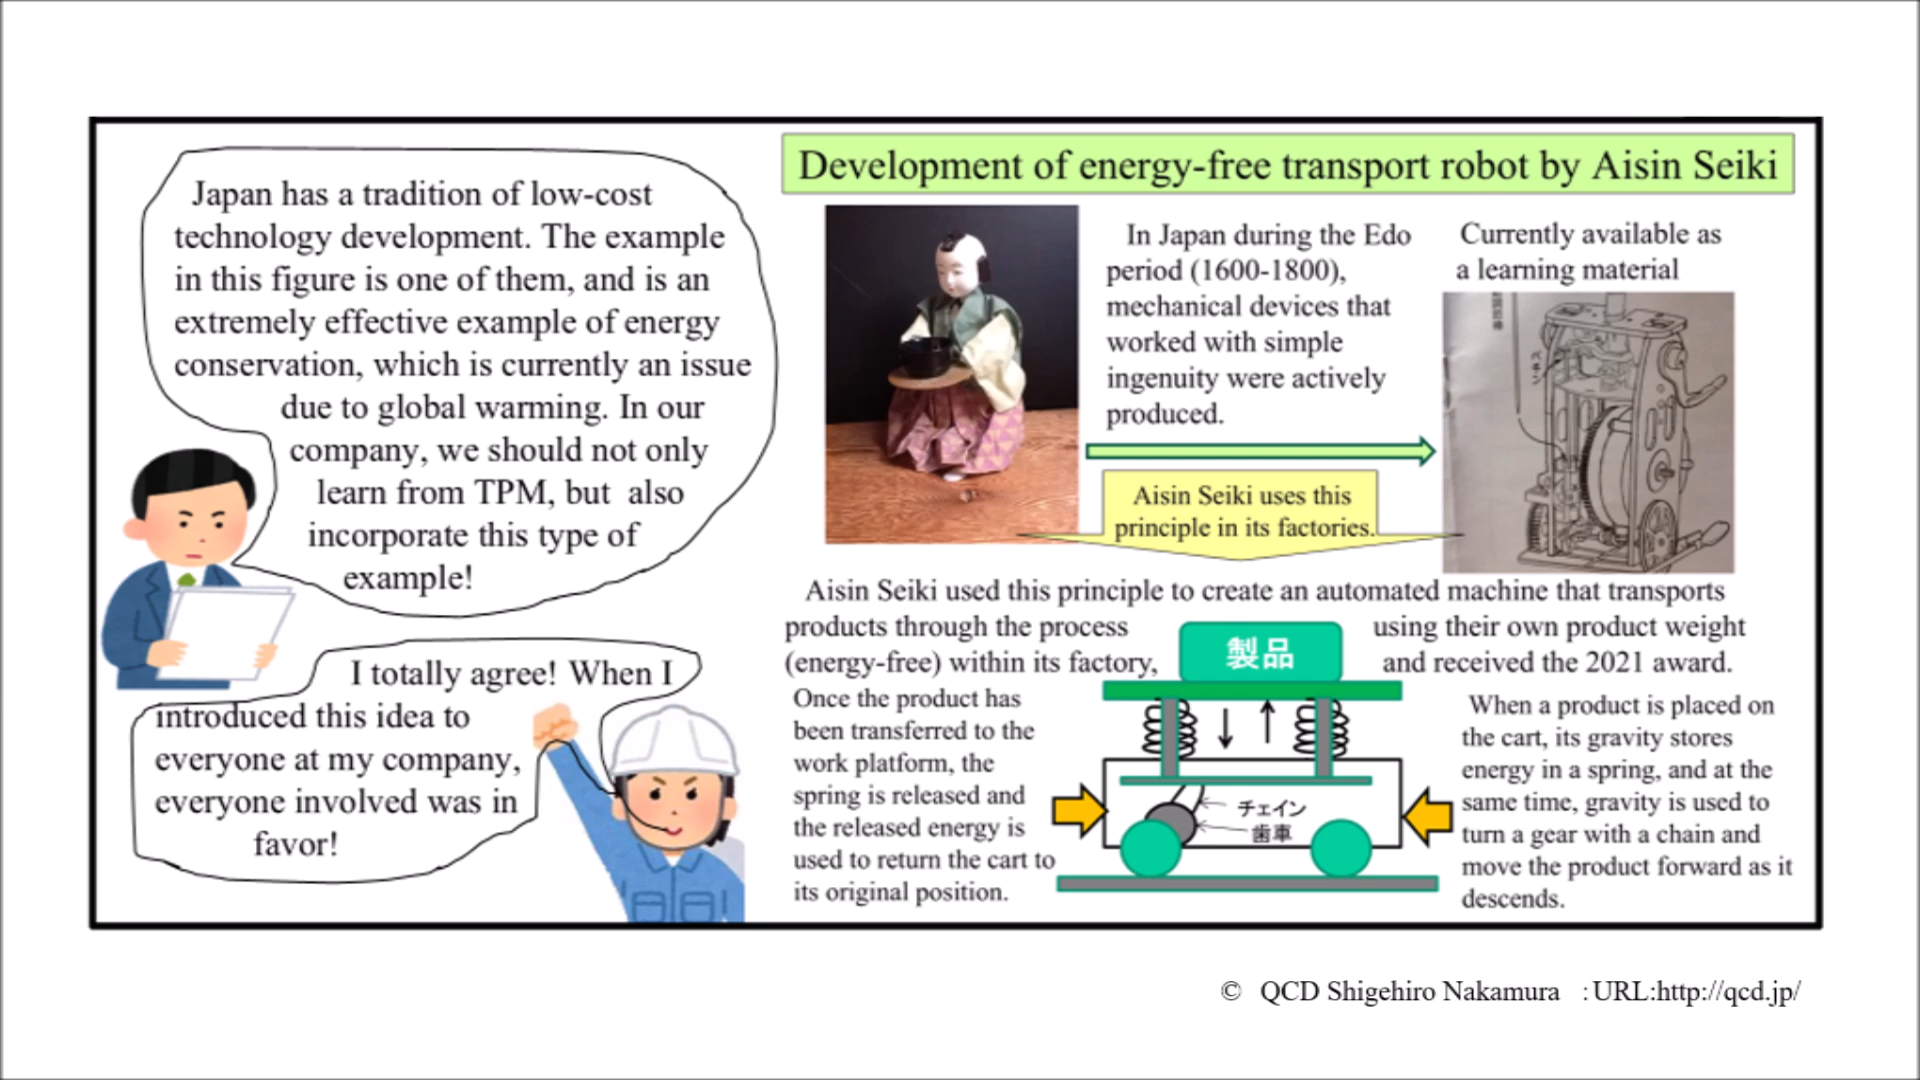 Japan has a tradition of low-cost
technology development. The example
in this figure is one of them, and is an
extremely effective example of energy
conservation, which is currently an issue
due to global warming. In our
company, we should not only
learn from TPM, but also
incorporate this type of
example!
I totally agree! When I
introduced this idea to
everyone at my company,
everyone involved was in
favor!
Development of energy-free transport robot by Aisin Seiki
In Japan during the Edo
period (1600-1800),
mechanical devices that
worked with simple
ingenuity were actively
produced.
Currently available as
a learning material
Aisin Seiki uses this
principle in its factories.
Aisin Seiki used this principle to create an automated machine that transports
products through the process using their own product weight
(energy-free) within its factory, and received the 2021 award.
製品
Once the product has
been transferred to the
work platform, the
spring is released and
the released energy is
used to return the cart to
its original position.
チェイン
歯車
When a product is placed on
the cart, its gravity stores
energy in a spring, and at the
same time, gravity is used to
turn a gear with a chain and
move the product forward as it
descends.
© QCD Shigehiro Nakamura :URL:http://qcd.jp/